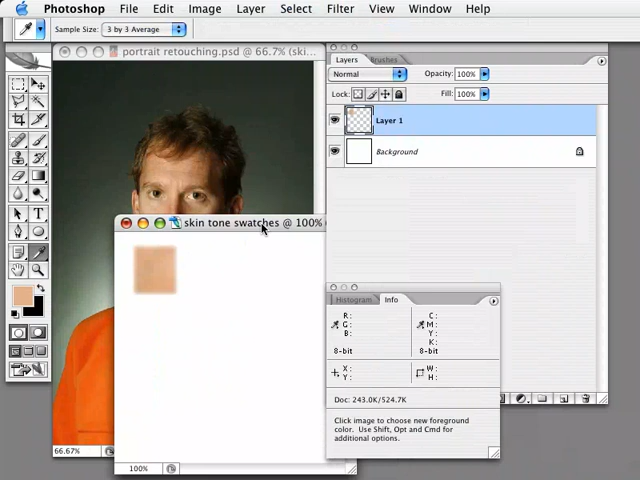 Photoshop File Edit Image Layer Select Filter View Window Help
Sample Size: 3 by 3 Average
portrait retouching.psd @ 66.7% (ski...
Layers Brushes
Normal Opacity: 100%
Lock: Fill: 100%
Layer 1
Background
skin tone swatches @ 100%
Histogram Info
R: C:
G: M:
B: Y:
K:
8-bit 8-bit
X: W:
Y: H:
Doc: 243.0K/524.7K
Click image to choose new foreground
color. Use Shift, Opt and Cmd for
additional options.
66.67%
100%